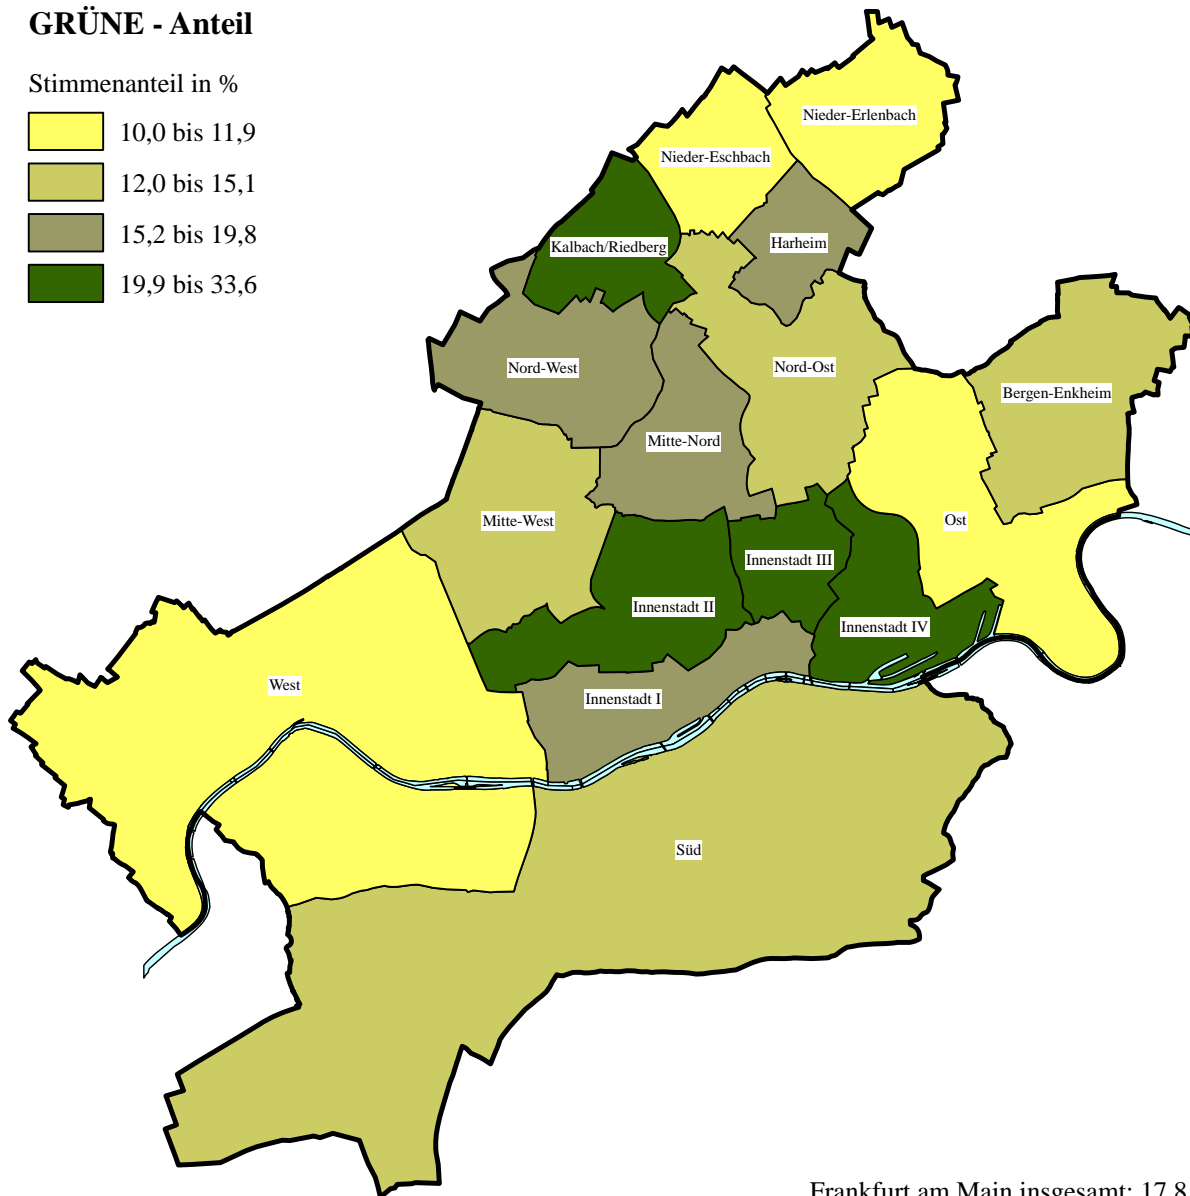 GRÜNE - Anteil
Stimmenanteil in %
10,0 bis 11,9
12,0 bis 15,1
15,2 bis 19,8
19,9 bis 33,6
Nieder-Erlenbach
Nieder-Eschbach
Kalbach/Riedberg
Harheim
Nord-West
Nord-Ost
Bergen-Enkheim
Mitte-Nord
Mitte-West
Ost
Innenstadt III
Innenstadt II
Innenstadt IV
West
Innenstadt I
Süd
Frankfurt am Main insgesamt: 17,8